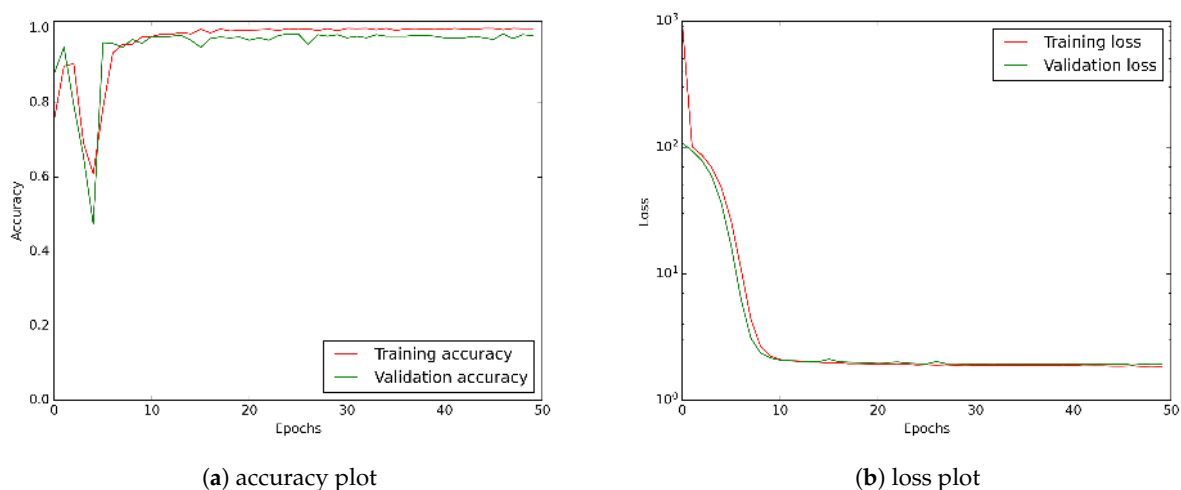 1.0
0.8
0.6
0.4
0.2
0.0
Accuracy
0 10 20 30 40 50
Epochs
Training accuracy
Validation accuracy
(a) accuracy plot
10³
10²
10¹
10⁰
Loss
0 10 20 30 40 50
Epochs
Training loss
Validation loss
(b) loss plot